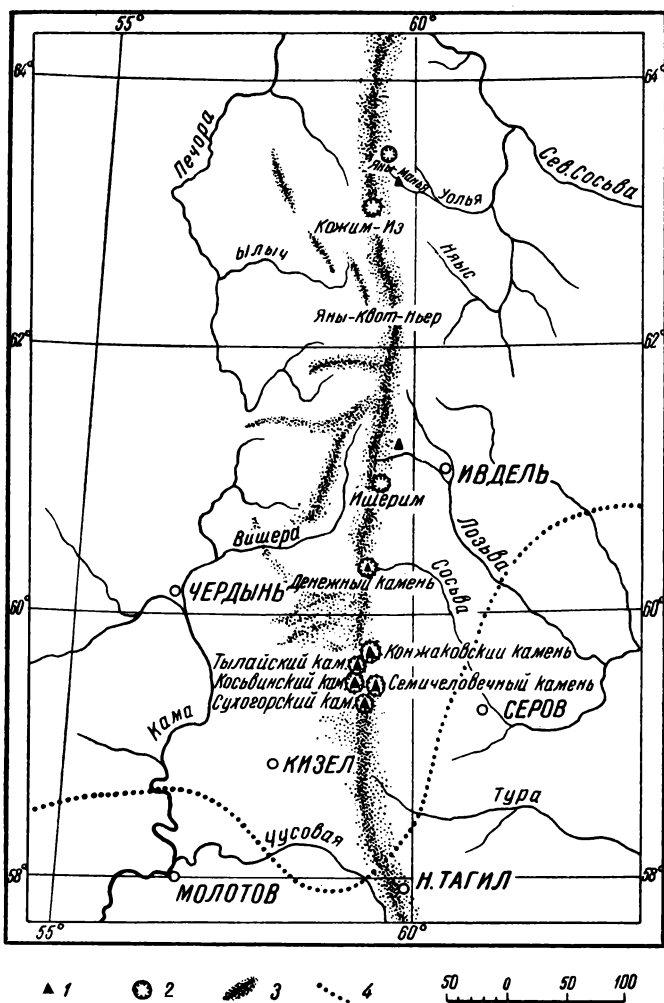 55°
60°
64°
64°
Печора
Сев. Сосьва
Яны-манья
Уолья
Кожим-Из
Ылыч
Няыс
Яны-Квот-Ньер
62°
62°
ИВДЕЛЬ
Ишерим
Вишера
Лозьва
Денежный камень
Сосьва
ЧЕРДЫНЬ
60°
60°
Конжаковский камень
Тылайский кам.
Косьвинский кам.
Семичеловечный камень
Сухогорский кам.
СЕРОВ
Кама
КИЗЕЛ
Тура
Чусовая
58°
58°
МОЛОТОВ
Н. ТАГИЛ
55°
60°
1
2
3
4
50 0 50 100